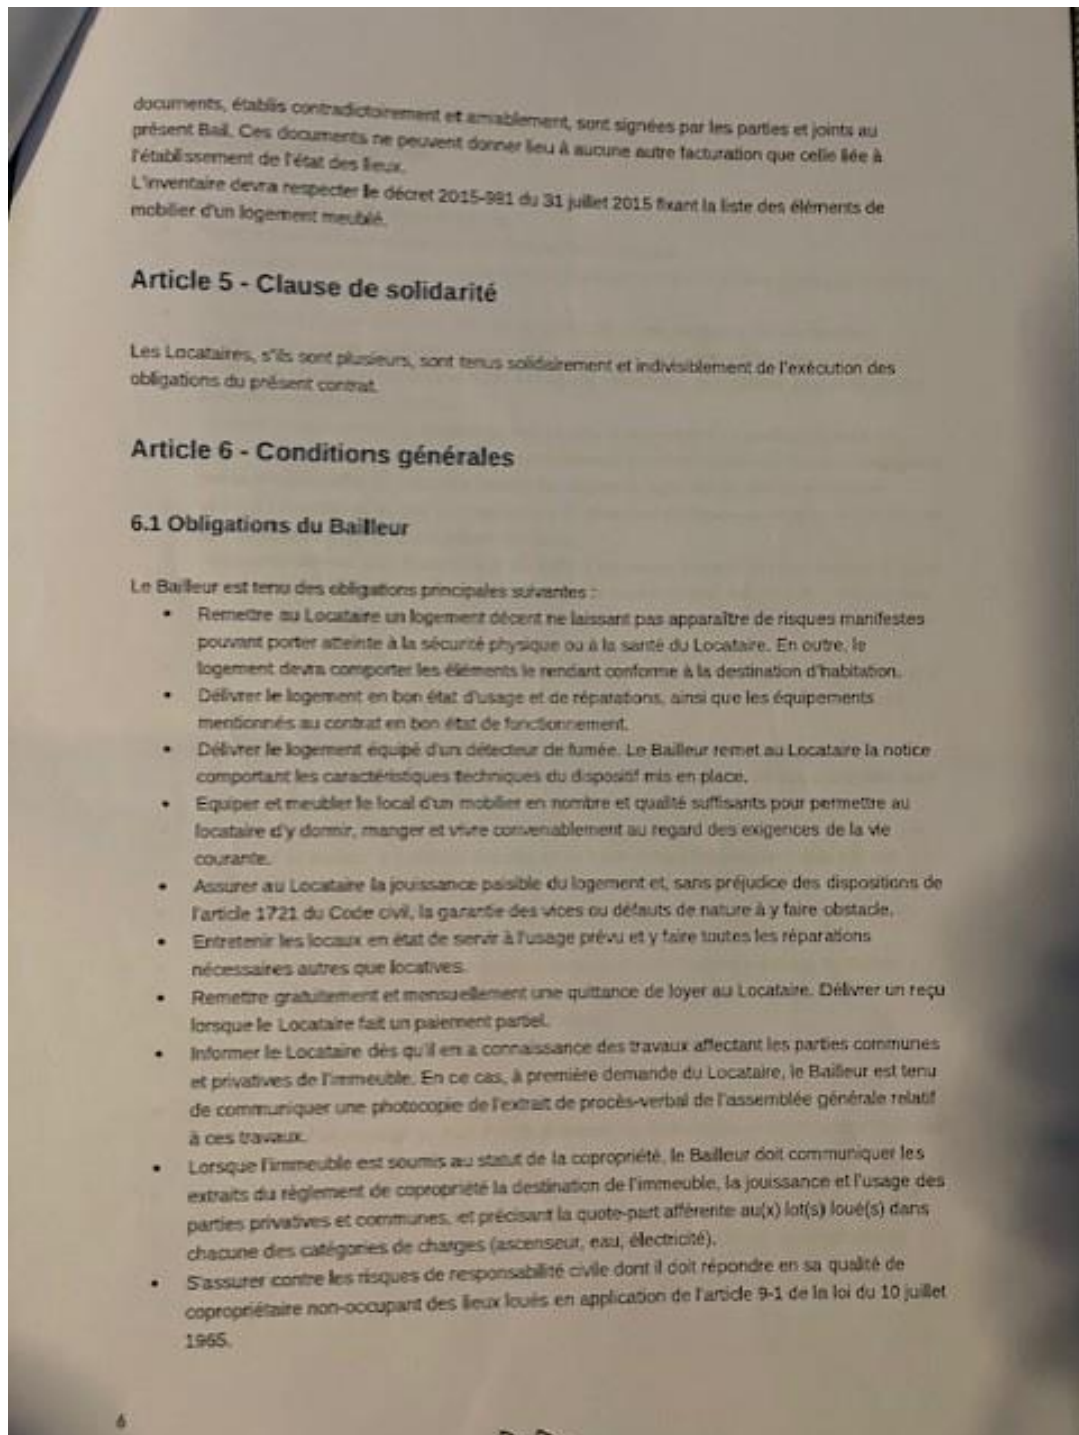 documents, établis contradictoirement et amiablement, sont signées par les parties et joints au
présent Bail. Ces documents ne peuvent donner lieu à aucune autre facturation que celle liée à
l'établissement de l'état des lieux.
L'inventaire devra respecter le décret 2015-981 du 31 juillet 2015 fixant la liste des éléments de
mobilier d'un logement meublé.
Article 5 - Clause de solidarité
Les Locataires, s'ils sont plusieurs, sont tenus solidairement et indivisiblement de l'exécution des
obligations du présent contrat.
Article 6 - Conditions générales
6.1 Obligations du Bailleur
Le Bailleur est tenu des obligations principales suivantes :
• Remettre au Locataire un logement décent ne laissant pas apparaître de risques manifestes
pouvant porter atteinte à la sécurité physique ou à la santé du Locataire. En outre, le
logement devra comporter les éléments le rendant conforme à la destination d'habitation.
• Délivrer le logement en bon état d'usage et de réparations, ainsi que les équipements
mentionnés au contrat en bon état de fonctionnement.
• Délivrer le logement équipé d'un détecteur de fumée. Le Bailleur remet au Locataire la notice
comportant les caractéristiques techniques du dispositif mis en place.
• Equiper et meubler le local d'un mobilier en nombre et qualité suffisants pour permettre au
locataire d'y dormir, manger et vivre convenablement au regard des exigences de la vie
courante.
• Assurer au Locataire la jouissance paisible du logement et, sans préjudice des dispositions de
l'article 1721 du Code civil, la garantie des vices ou défauts de nature à y faire obstacle.
• Entretenir les locaux en état de servir à l'usage prévu et y faire toutes les réparations
nécessaires autres que locatives.
• Remettre gratuitement et mensuellement une quittance de loyer au Locataire. Délivrer un reçu
lorsque le Locataire fait un paiement partiel.
• Informer le Locataire dès qu'il en a connaissance des travaux affectant les parties communes
et privatives de l'immeuble. En ce cas, à première demande du Locataire, le Bailleur est tenu
de communiquer une photocopie de l'extrait de procès-verbal de l'assemblée générale relatif
à ces travaux.
• Lorsque l'immeuble est soumis au statut de la copropriété, le Bailleur doit communiquer les
extraits du règlement de copropriété la destination de l'immeuble, la jouissance et l'usage des
parties privatives et communes, et précisant la quote-part afférente au(x) lot(s) loué(s) dans
chacune des catégories de charges (ascenseur, eau, électricité).
• S'assurer contre les risques de responsabilité civile dont il doit répondre en sa qualité de
copropriétaire non-occupant des lieux loués en application de l'article 9-1 de la loi du 10 juillet
1965.
6